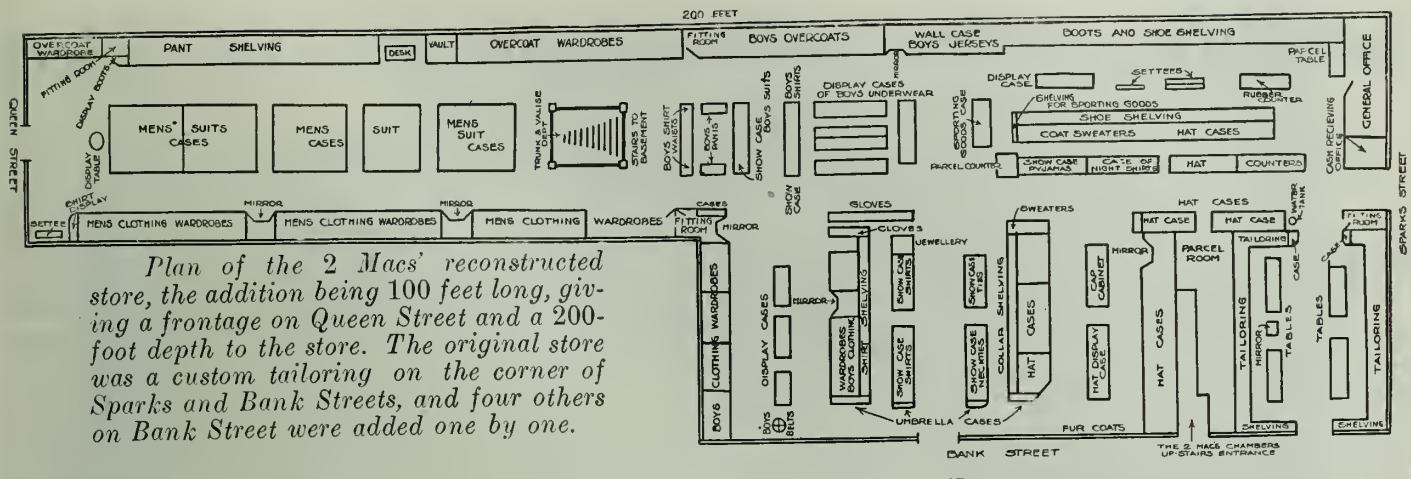 200 FEET
OVERCOAT
WARDROBE
PANT SHELVING
DESK
VAULT
OVERCOAT WARDROBES
FITTING
ROOM
BOYS OVERCOATS
WALL CASE
BOYS JERSEYS
BOOTS AND SHOE SHELVING
PARCEL
TABLE
GENERAL OFFICE
FITTING ROOM
DISPLAY BOOTS
MIRROR
DISPLAY
CASE
SETTEES
RUBBER
COUNTER
QUEEN STREET
MENS' SUITS
CASES
MENS SUIT
CASES
MENS
SUIT
CASES
TRUNK & VALISE
DEPT
STAIRS TO
BASEMENT
BOYS SHIRT
WAISTS
BOYS
PANTS
SHOW CASE
BOYS SUITS
BOYS
SHIRTS
SHOW
CASE
DISPLAY CASES
OF BOYS UNDERWEAR
SPORTING
GOODS CASE
SHELVING
FOR SPORTING GOODS
SHOE SHELVING
COAT SWEATERS HAT CASES
PARCEL COUNTER
SHOW CASE
PYJAMAS
CASE OF
NIGHT SHIRTS
HAT COUNTERS
CASH RECIEVING
OFFICE
SPARKS STREET
DISPLAY
TABLE
SHIRT
DISPLAY
SETTEE
MENS CLOTHING WARDROBES
MIRROR
MENS CLOTHING WARDROBES
MIRROR
MENS CLOTHING WARDROBES
CASES
FITTING
ROOM
MIRROR
GLOVES
GLOVES
SWEATERS
HAT CASES
HAT CASE
HAT CASE
WATER
TANK
FITTING
ROOM
BOYS CLOTHING WARDROBES
DISPLAY CASES
BOYS
BELTS
MIRROR
WARDROBES
BOYS CLOTHING
SHIRT SHELVING
JEWELLERY
SHOW CASE
SHIRTS
SHOW CASE
SHIRTS
SHOW CASE
TIES
SHOW CASE
NECKTIES
COLLAR SHELVING
HAT CASES
CAP
CABINET
HAT DISPLAY
CASE
MIRROR
HAT CASES
PARCEL
ROOM
TAILORING
TAILORING
CASE
MIRROR
TABLES
CASE
TABLES
TAILORING
SHELVING
SHELVING
UMBRELLA CASES
FUR COATS
BANK STREET
THE 2 MACS CHAMBERS
UP-STAIRS ENTRANCE
Plan of the 2 Macs' reconstructed
store, the addition being 100 feet long, giv-
ing a frontage on Queen Street and a 200-
foot depth to the store. The original store
was a custom tailoring on the corner of
Sparks and Bank Streets, and four others
on Bank Street were added one by one.